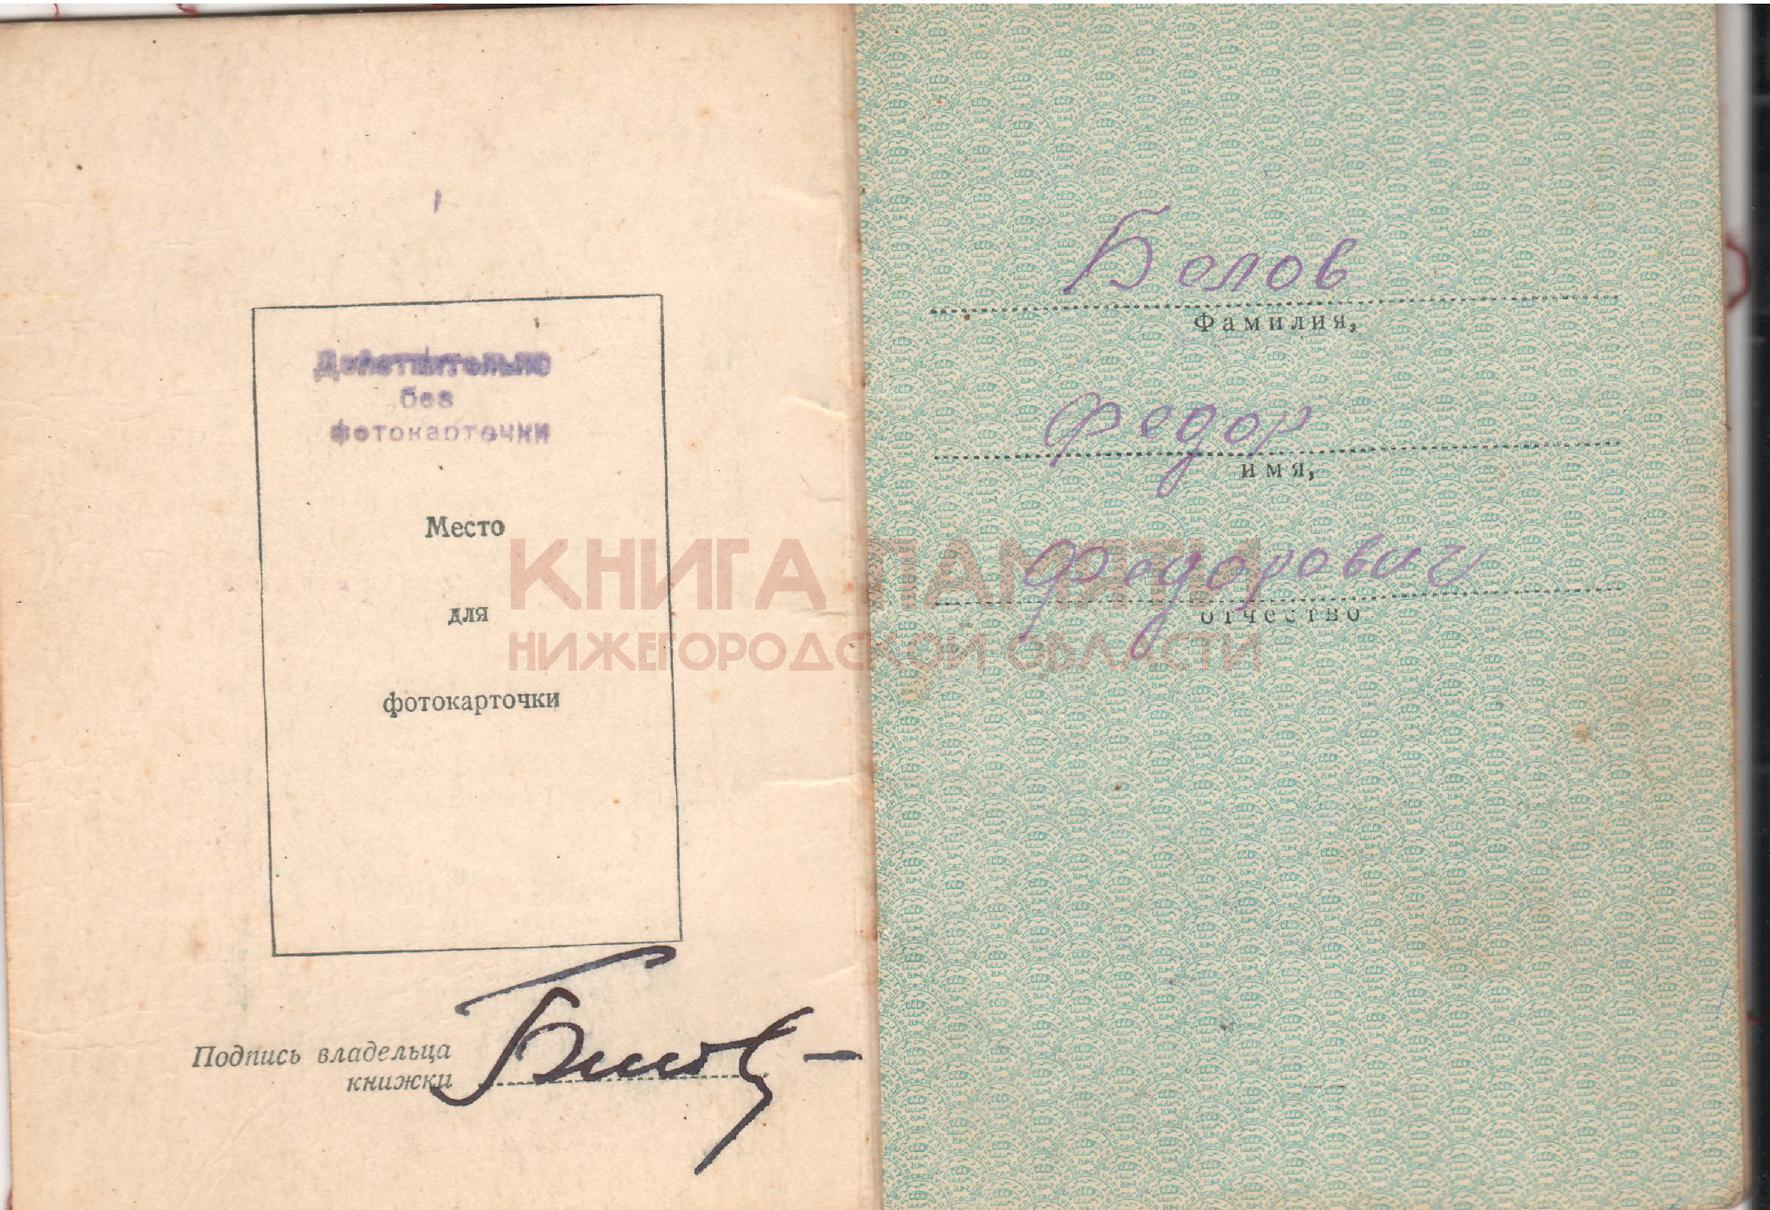 Действительно
без
фотокарточки
Место
для
фотокарточки
Подпись владельца
книжки
Белов
Белов
Фамилия,
Федор
имя,
Федорович
отчество
КНИГА ПАМЯТИ
НИЖЕГОРОДСКОЙ ОБЛАСТИ